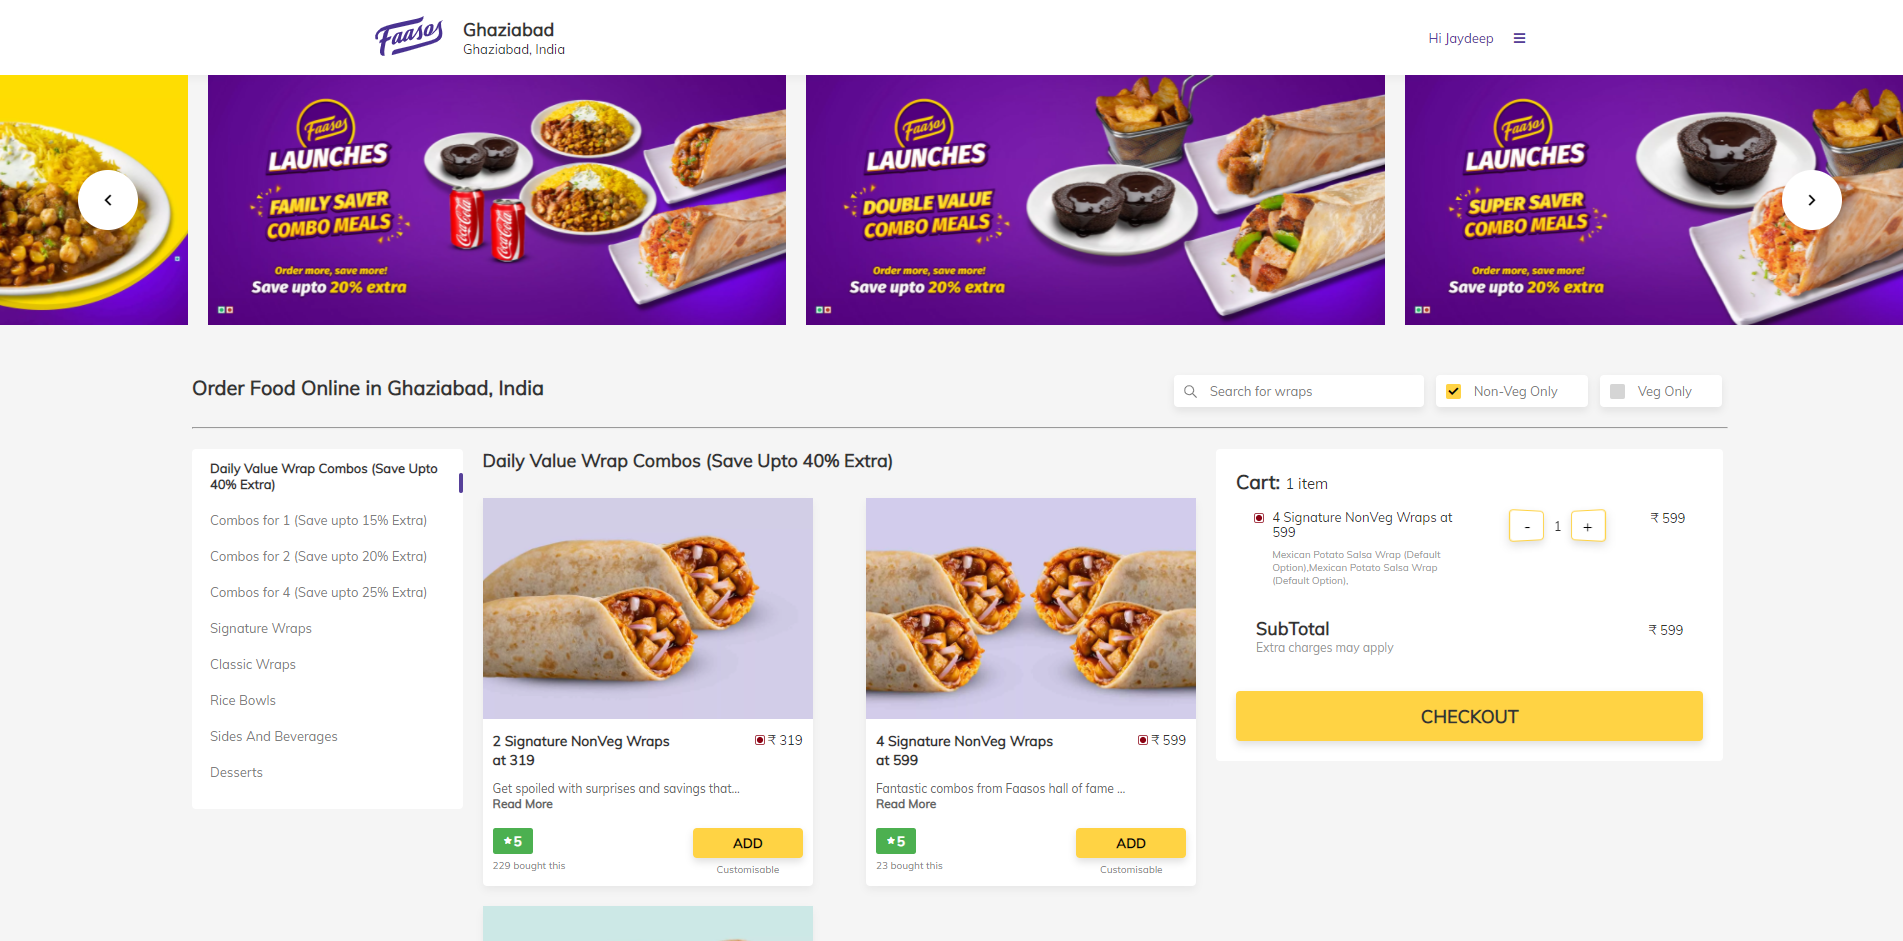 Faasos
Ghaziabad
Ghaziabad, India
Hi Jaydeep
Faasos
LAUNCHES
FAMILY SAVER
COMBO MEALS
Order more, save more!
Save upto 20% extra
Coca-Cola
Coca-Cola
Faasos
LAUNCHES
DOUBLE VALUE
COMBO MEALS
Order more, save more!
Save upto 20% extra
Faasos
LAUNCHES
SUPER SAVER
COMBO MEALS
Order more, save more!
Save upto 20% extra
Order Food Online in Ghaziabad, India
Search for wraps
Non-Veg Only
Veg Only
Daily Value Wrap Combos (Save Upto
40% Extra)
Combos for 1 (Save upto 15% Extra)
Combos for 2 (Save upto 20% Extra)
Combos for 4 (Save upto 25% Extra)
Signature Wraps
Classic Wraps
Rice Bowls
Sides And Beverages
Desserts
Daily Value Wrap Combos (Save Upto 40% Extra)
2 Signature NonVeg Wraps
at 319
₹ 319
Get spoiled with surprises and savings that...
Read More
★5
229 bought this
ADD
Customisable
4 Signature NonVeg Wraps
at 599
₹ 599
Fantastic combos from Faasos hall of fame ...
Read More
★5
23 bought this
ADD
Customisable
Cart: 1 item
4 Signature NonVeg Wraps at
599
- 1 +
₹ 599
Mexican Potato Salsa Wrap (Default
Option),Mexican Potato Salsa Wrap
(Default Option),
SubTotal
₹ 599
Extra charges may apply
CHECKOUT